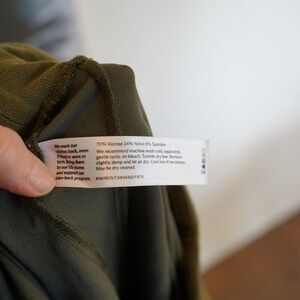 We want our
clothes back, even
if they're worn or
torn. Bring them
to our US stores
and support our
take-back program.
70% Viscose 24% Nylon 6% Spandex
We recommend machine wash cold, separately,
gentle cycle, no bleach. Tumble dry low. Remove
slightly damp and let air dry. Cool iron if necessary.
May be dry cleaned.